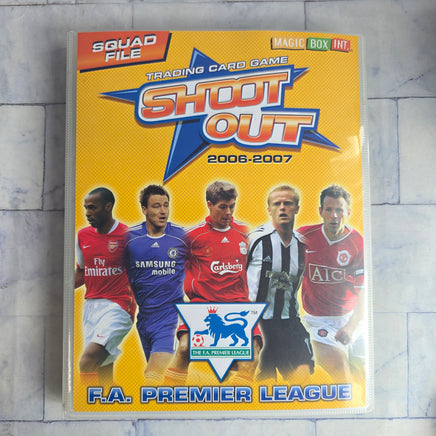 SQUAD
FILE
MAGIC BOX INT.
TRADING CARD GAME
SHOOT
OUT
2006-2007
Fly
Emirates
SAMSUNG
mobile
Carlsberg
AIG
THE F.A. PREMIER LEAGUE
F.A. PREMIER LEAGUE